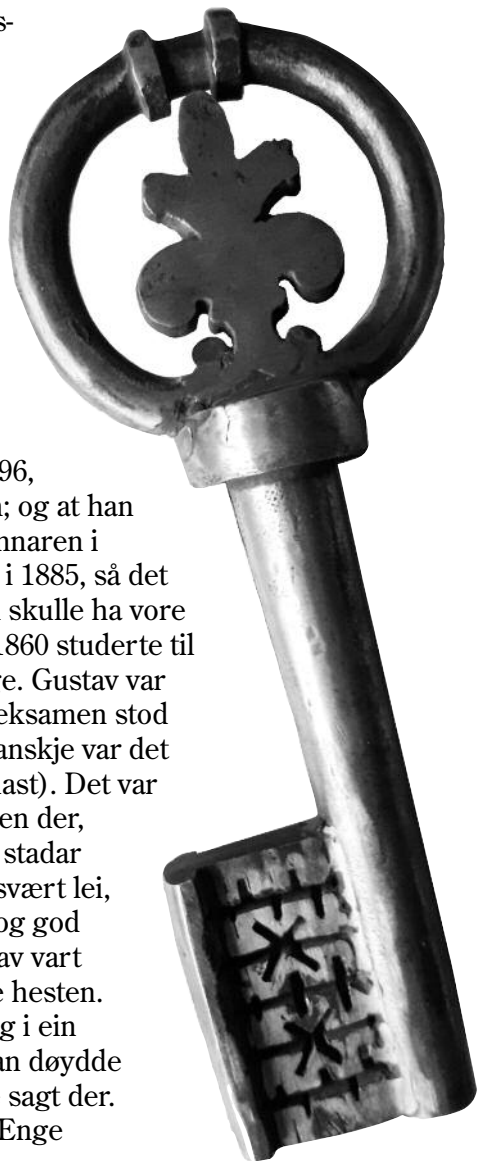 s-
96,
; og at han
nnaren i
i 1885, så det
skulle ha vore
1860 studerte til
re. Gustav var
eksamen stod
anskje var det
nast). Det var
en der,
stadar
svært lei,
og god
av vart
e hesten.
g i ein
an døydde
sagt der.
Enge